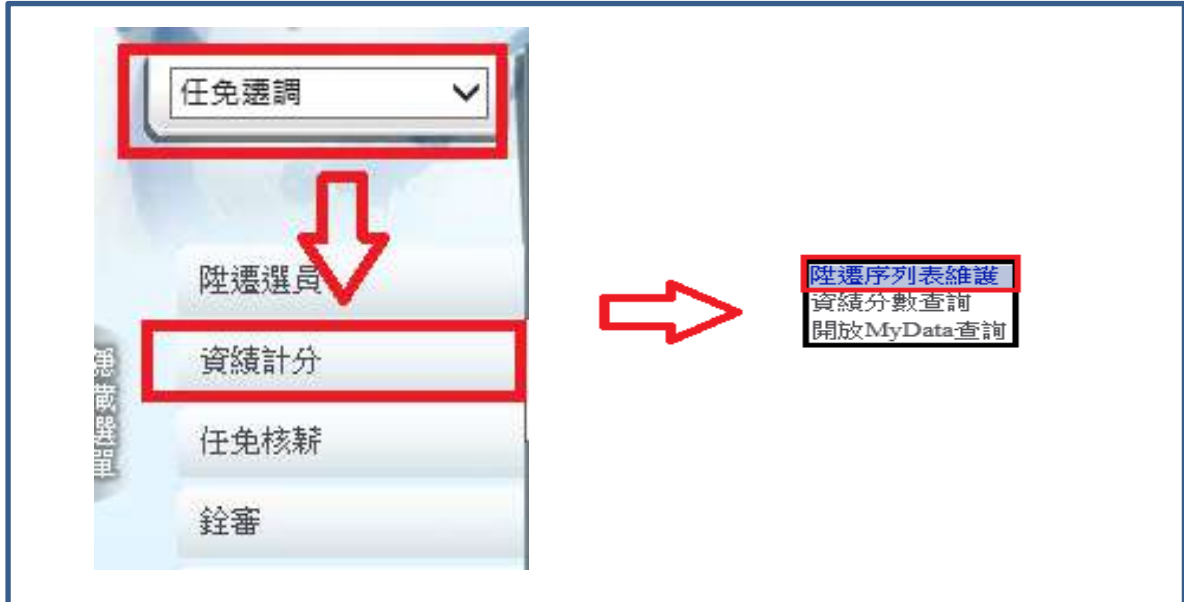 任免遷調
陞遷選員
資績計分
任免核薪
銓審
隱藏選單
陞遷序列表維護
資績分數查詢
開放MyData查詢